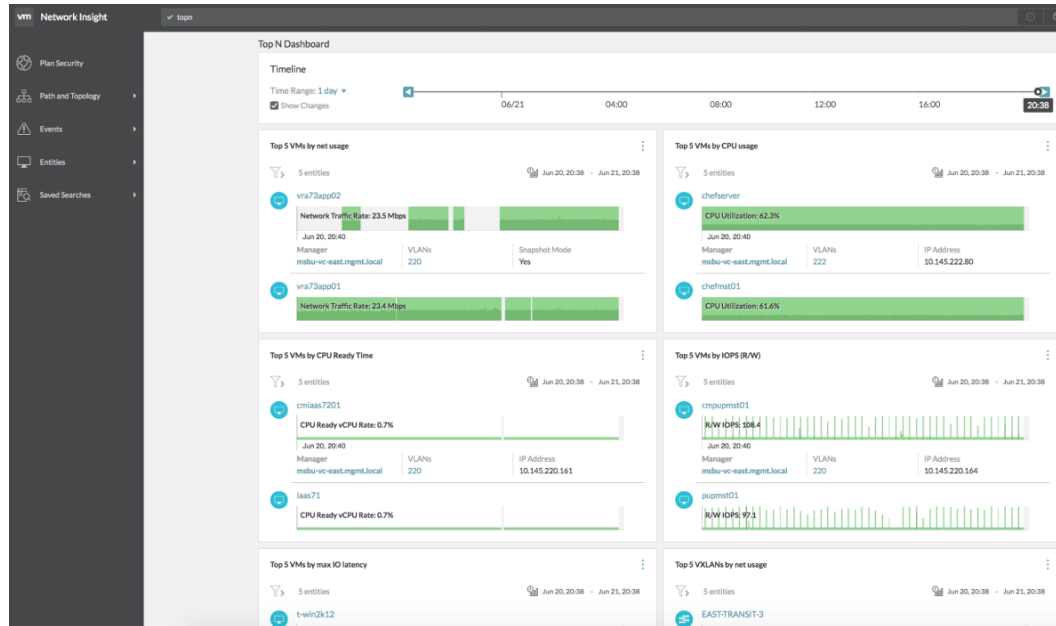 vm Network Insight
topn
Plan Security
Path and Topology
Events
Entities
Saved Searches
Top N Dashboard
Timeline
Time Range: 1 day
Show Changes
06/21 04:00 08:00 12:00 16:00 20:38
Top 5 VMs by net usage
5 entities Jun 20, 20:38 - Jun 21, 20:38
vra73app02
Network Traffic Rate: 23.5 Mbps
Jun 20, 20:40
Manager VLANs Snapshot Mode
msbu-vc-east.mgmt.local 220 Yes
vra73app01
Network Traffic Rate: 23.4 Mbps
Top 5 VMs by CPU usage
5 entities Jun 20, 20:38 - Jun 21, 20:38
chefserver
CPU Utilization: 62.3%
Jun 20, 20:40
Manager VLANs IP Address
msbu-vc-east.mgmt.local 222 10.145.222.80
chefmst01
CPU Utilization: 61.6%
Top 5 VMs by CPU Ready Time
5 entities Jun 20, 20:38 - Jun 21, 20:38
cmiaas7201
CPU Ready vCPU Rate: 0.7%
Jun 20, 20:40
Manager VLANs IP Address
msbu-vc-east.mgmt.local 220 10.145.220.161
iaas71
CPU Ready vCPU Rate: 0.7%
Top 5 VMs by IOPS (R/W)
5 entities Jun 20, 20:38 - Jun 21, 20:38
cmpupmst01
R/W IOPS: 108.4
Jun 20, 20:40
Manager VLANs IP Address
msbu-vc-east.mgmt.local 220 10.145.220.164
pupmst01
R/W IOPS: 97.1
Top 5 VMs by max IO latency
5 entities Jun 20, 20:38 - Jun 21, 20:38
t-win2k12
Top 5 VXLANs by net usage
5 entities Jun 20, 20:38 - Jun 21, 20:38
EAST-TRANSIT-3